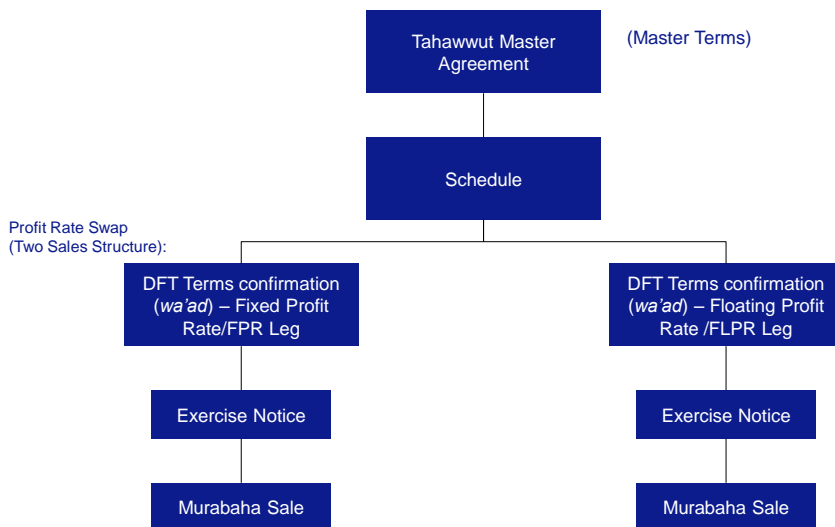 Tahawwut Master
Agreement
(Master Terms)
Schedule
Profit Rate Swap
(Two Sales Structure):
DFT Terms confirmation
(wa’ad) – Fixed Profit
Rate/FPR Leg
DFT Terms confirmation
(wa’ad) – Floating Profit
Rate /FLPR Leg
Exercise Notice
Exercise Notice
Murabaha Sale
Murabaha Sale